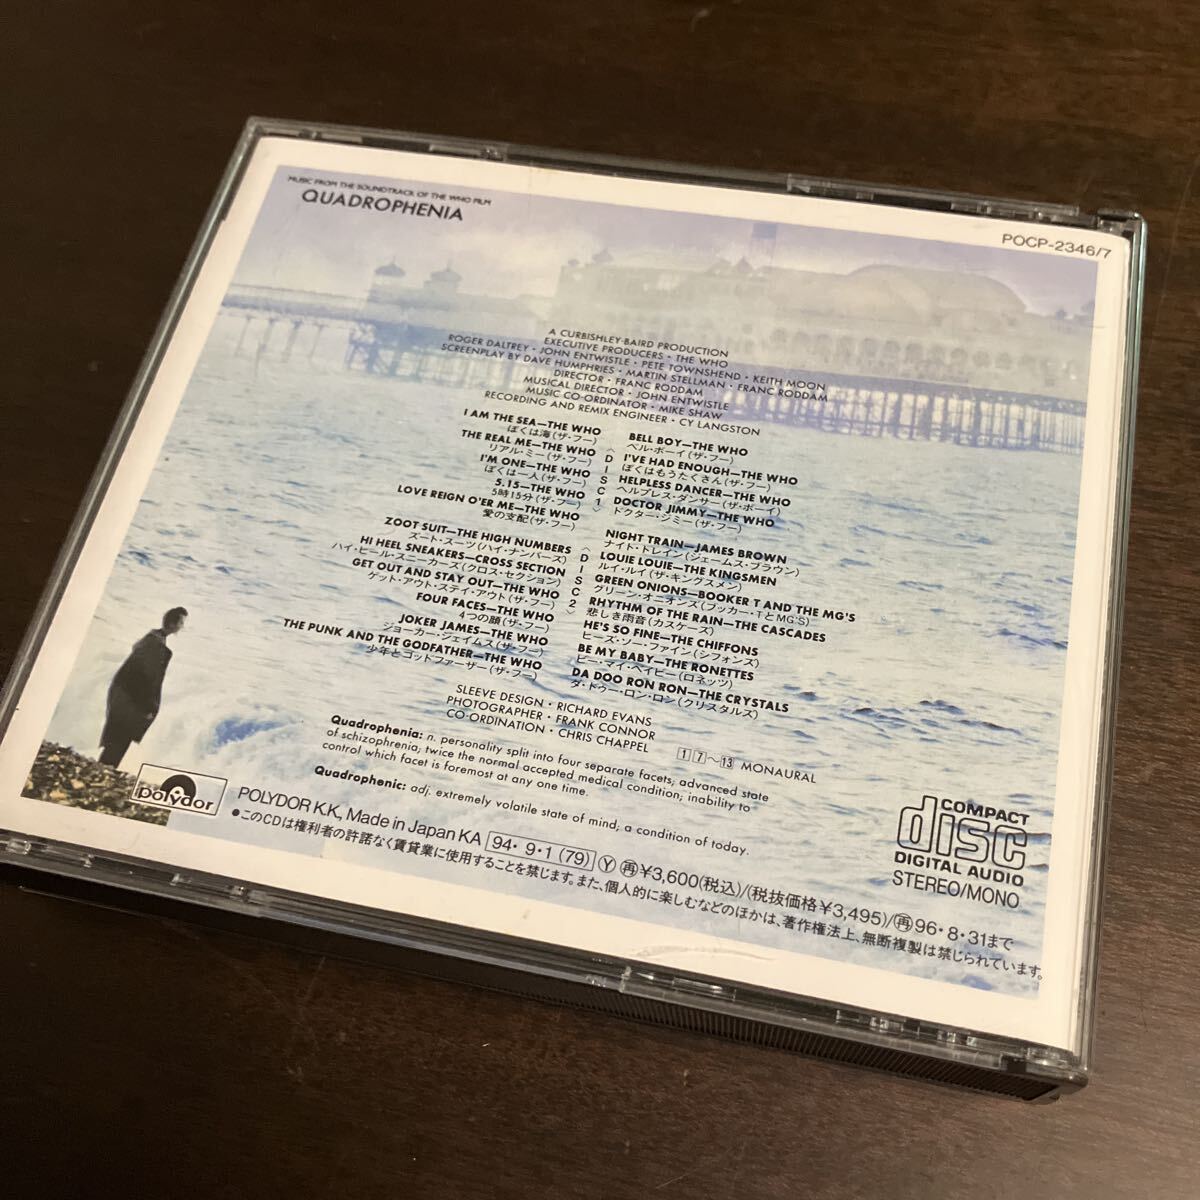 MUSIC FROM THE SOUNDTRACK OF THE WHO FILM
QUADROPHENIA
POCP-2346/7
A CURBISHLEY-BAIRD PRODUCTION
EXECUTIVE PRODUCERS · THE WHO
ROGER DALTREY · JOHN ENTWISTLE · PETE TOWNSHEND · KEITH MOON
SCREENPLAY BY DAVE HUMPHRIES · MARTIN STELLMAN · FRANC RODDAM
DIRECTOR · FRANC RODDAM
MUSICAL DIRECTOR · JOHN ENTWISTLE
MUSIC CO-ORDINATOR · MIKE SHAW
RECORDING AND REMIX ENGINEER · CY LANGSTON
〈DISC 1〉
I AM THE SEA—THE WHO
ぼくは海(ザ・フー)
THE REAL ME—THE WHO
リアル・ミー(ザ・フー)
I'M ONE—THE WHO
ぼくは一人(ザ・フー)
5.15—THE WHO
5時15分(ザ・フー)
LOVE REIGN O'ER ME—THE WHO
愛の支配(ザ・フー)
BELL BOY—THE WHO
ベル・ボーイ(ザ・フー)
I'VE HAD ENOUGH—THE WHO
ぼくはもうたくさん(ザ・フー)
HELPLESS DANCER—THE WHO
ヘルプレス・ダンサー(ザ・ボーイ)
DOCTOR JIMMY—THE WHO
ドクター・ジミー(ザ・フー)
〈DISC 2〉
ZOOT SUIT—THE HIGH NUMBERS
ズート・スーツ(ハイ・ナンバーズ)
HI HEEL SNEAKERS—CROSS SECTION
ハイ・ヒール・スニーカーズ(クロス・セクション)
GET OUT AND STAY OUT—THE WHO
ゲット・アウト・ステイ・アウト(ザ・フー)
FOUR FACES—THE WHO
4つの顔(ザ・フー)
JOKER JAMES—THE WHO
ジョーカー・ジェイムス(ザ・フー)
THE PUNK AND THE GODFATHER—THE WHO
少年とゴットファーザー(ザ・フー)
NIGHT TRAIN—JAMES BROWN
ナイト・トレイン(ジェームス・ブラウン)
LOUIE LOUIE—THE KINGSMEN
ルイ・ルイ(ザ・キングスメン)
GREEN ONIONS—BOOKER T AND THE MG'S
グリーン・オニオンズ(ブッカー・TとMG'S)
RHYTHM OF THE RAIN—THE CASCADES
悲しき雨音(カスケーズ)
HE'S SO FINE—THE CHIFFONS
ヒーズ・ソー・ファイン(シフォンズ)
BE MY BABY—THE RONETTES
ビー・マイ・ベイビー(ロネッツ)
DA DOO RON RON—THE CRYSTALS
ダ・ドゥー・ロン・ロン(クリスタルズ)
SLEEVE DESIGN · RICHARD EVANS
PHOTOGRAPHER · FRANK CONNOR
CO-ORDINATION · CHRIS CHAPPEL
1 7〜13 MONAURAL
Quadrophenia: n. personality split into four separate facets; advanced state
of schizophrenia; twice the normal accepted medical condition; inability to
control which facet is foremost at any one time.
Quadrophenic: adj. extremely volatile state of mind, a condition of today.
polydor
POLYDOR K.K., Made in Japan KA 94・9・1(79) Ⓨ 再¥3,600(税込)/(税抜価格¥3,495)/再96・8・31まで
●このCDは権利者の許諾なく賃貸業に使用することを禁じます。また、個人的に楽しむなどのほかは、著作権法上、無断複製は禁じられています。
COMPACT
disc
DIGITAL AUDIO
STEREO/MONO